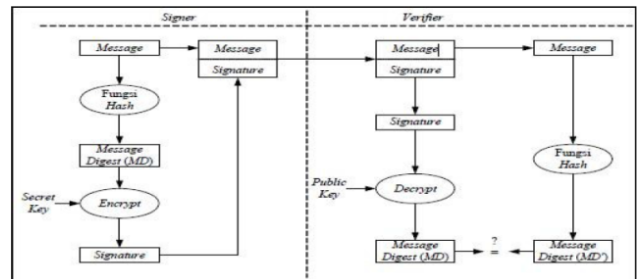 Signer
Message
Fungsi
Hash
Message
Digest (MD)
Secret
Key
Encrypt
Signature
Message
Signature
Verifier
Message
Signature
Signature
Public
Key
Decrypt
Message
Digest (MD)
?
=
Message
Fungsi
Hash
Message
Digest (MD')